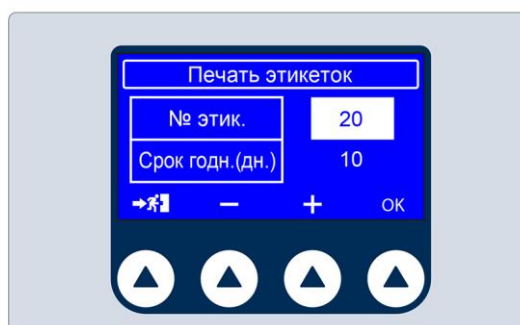 Печать этикеток
№ этик. 20
Срок годн.(дн.) 10
− + OK